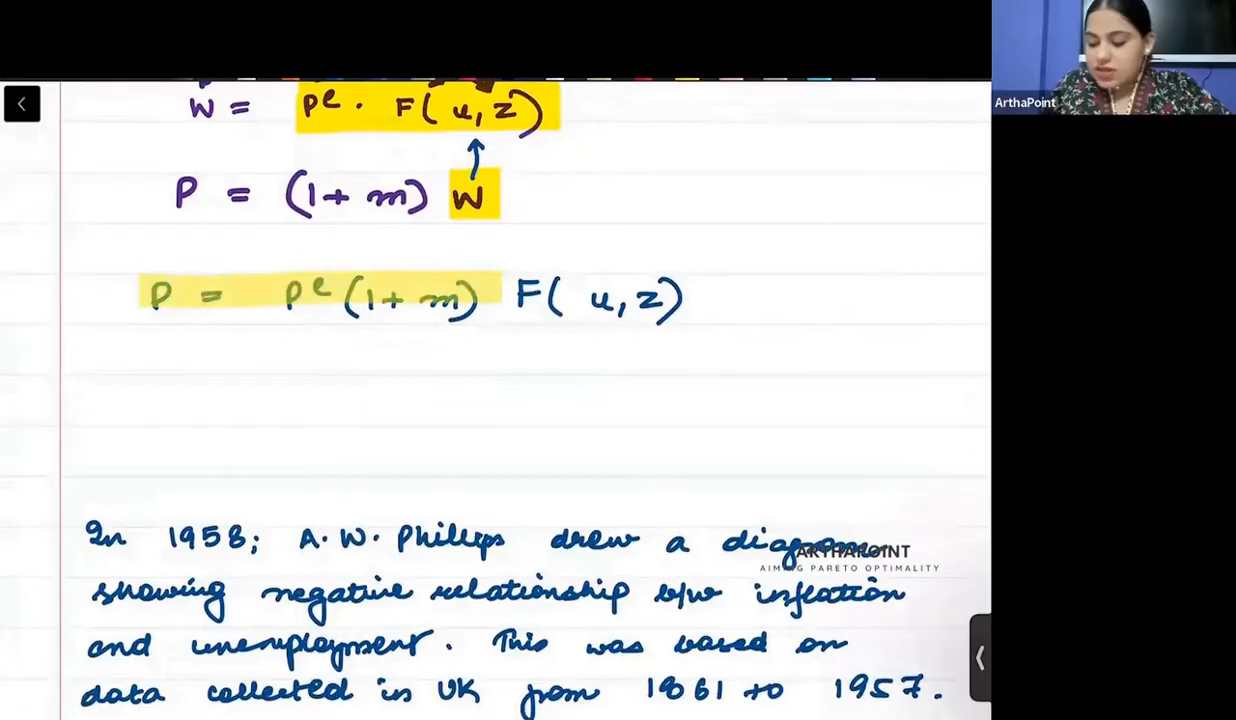 W = Pe. F(u,z)
P = (1+ m) W
P = Pe (1+ m) F( u, z)
In 1958; A.W. Phillips drew a diagram
ARTHAPOINT
AIMING PARETO OPTIMALITY
showing negative relationship b/w inflation
and unemployment. This was based on
data collected in UK from 1861 to 1957.
ArthaPoint